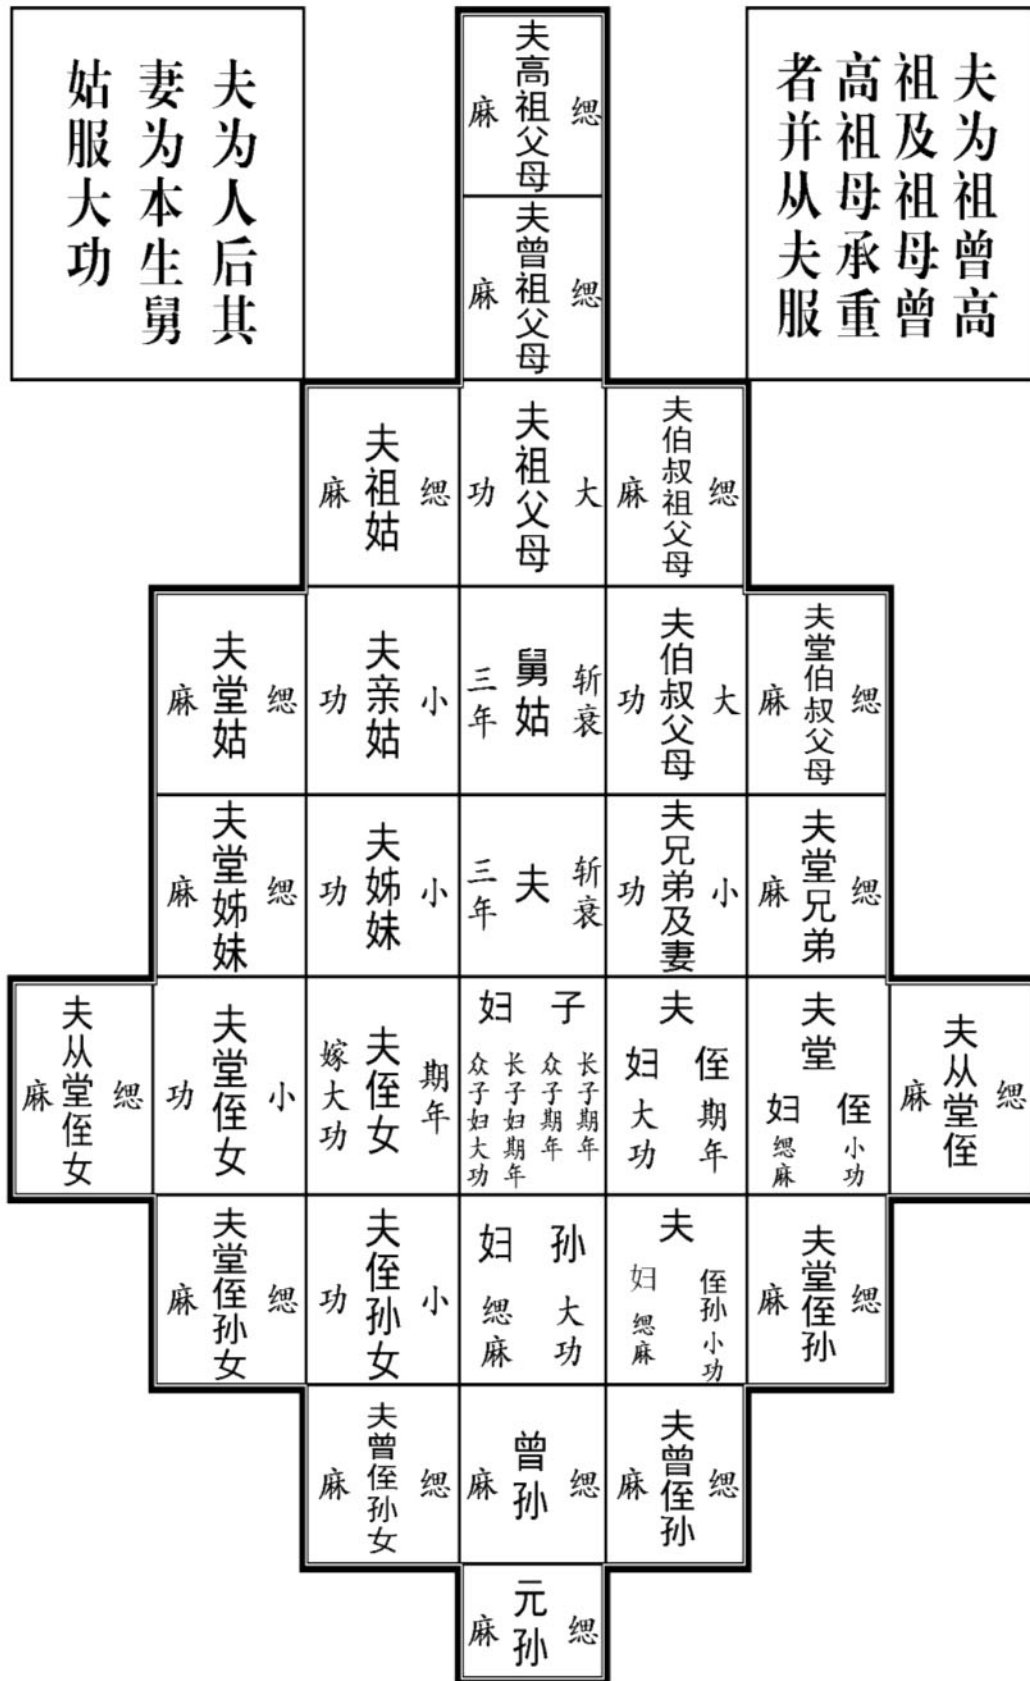 夫为祖曾高
祖及祖母曾
高祖母承重
者并从夫服
夫为人后其
妻为本生舅
姑服大功
缌
夫高祖父母
麻
缌
夫曾祖父母
麻
缌
夫伯叔祖父母
麻
大
夫祖父母
功
缌
夫祖姑
麻
缌
夫堂伯叔父母
麻
大
夫伯叔父母
功
斩衰
舅姑
三年
小
夫亲姑
功
缌
夫堂姑
麻
缌
夫堂兄弟
麻
小
夫兄弟及妻
功
斩衰
夫
三年
小
夫姊妹
功
缌
夫堂姊妹
麻
缌
夫从堂侄
麻
夫堂
侄
小功
妇
缌麻
夫
侄
期年
妇
大功
子
长子期年
众子期年
妇
长子妇期年
众子妇大功
期年
夫侄女
嫁大功
小
夫堂侄女
功
缌
夫从堂侄女
麻
缌
夫堂侄孙
麻
夫
侄孙
小功
妇
缌麻
孙
大功
妇
缌麻
小
夫侄孙女
功
缌
夫堂侄孙女
麻
缌
夫曾侄孙
麻
缌
曾孙
麻
缌
夫曾侄孙女
麻
缌
元孙
麻